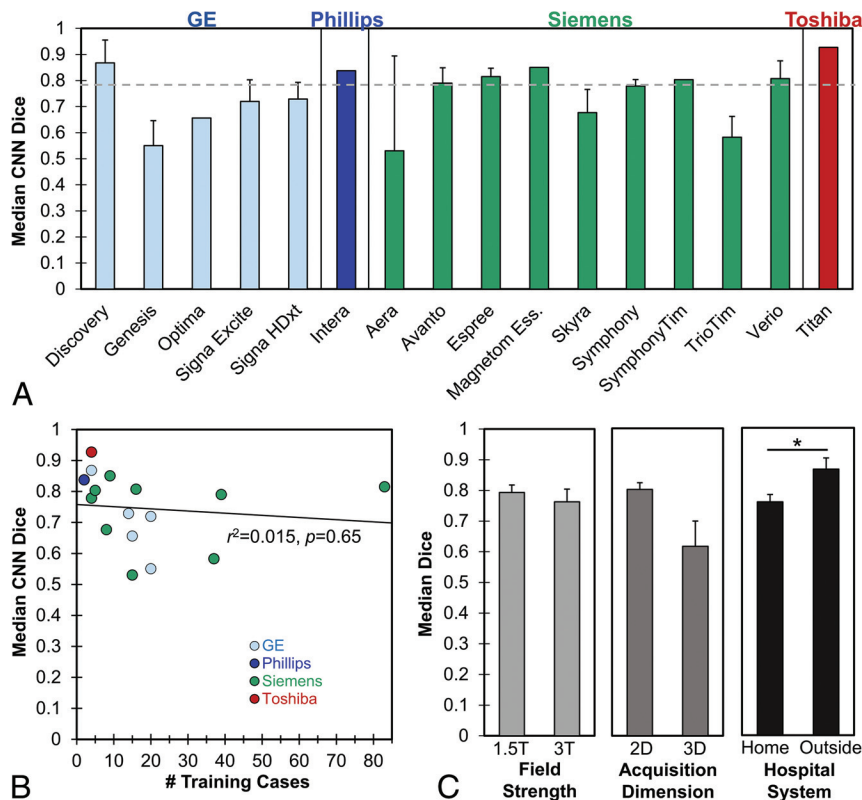 GE Phillips Siemens Toshiba
Median CNN Dice
1
0.9
0.8
0.7
0.6
0.5
0.4
0.3
0.2
0.1
0
Discovery
Genesis
Optima
Signa Excite
Signa HDxt
Intera
Aera
Avanto
Espree
Magnetom Ess.
Skyra
Symphony
SymphonyTim
TrioTim
Verio
Titan
A
Median CNN Dice
1
0.9
0.8
0.7
0.6
0.5
0.4
0.3
0.2
0.1
0
r²=0.015, p=0.65
GE
Phillips
Siemens
Toshiba
0 20 40 60 80
# Training Cases
B
Median Dice
1
0.9
0.8
0.7
0.6
0.5
0.4
0.3
0.2
0.1
0
*
1.5T 3T
Field
Strength
2D 3D
Acquisition
Dimension
Home Outside
Hospital
System
C